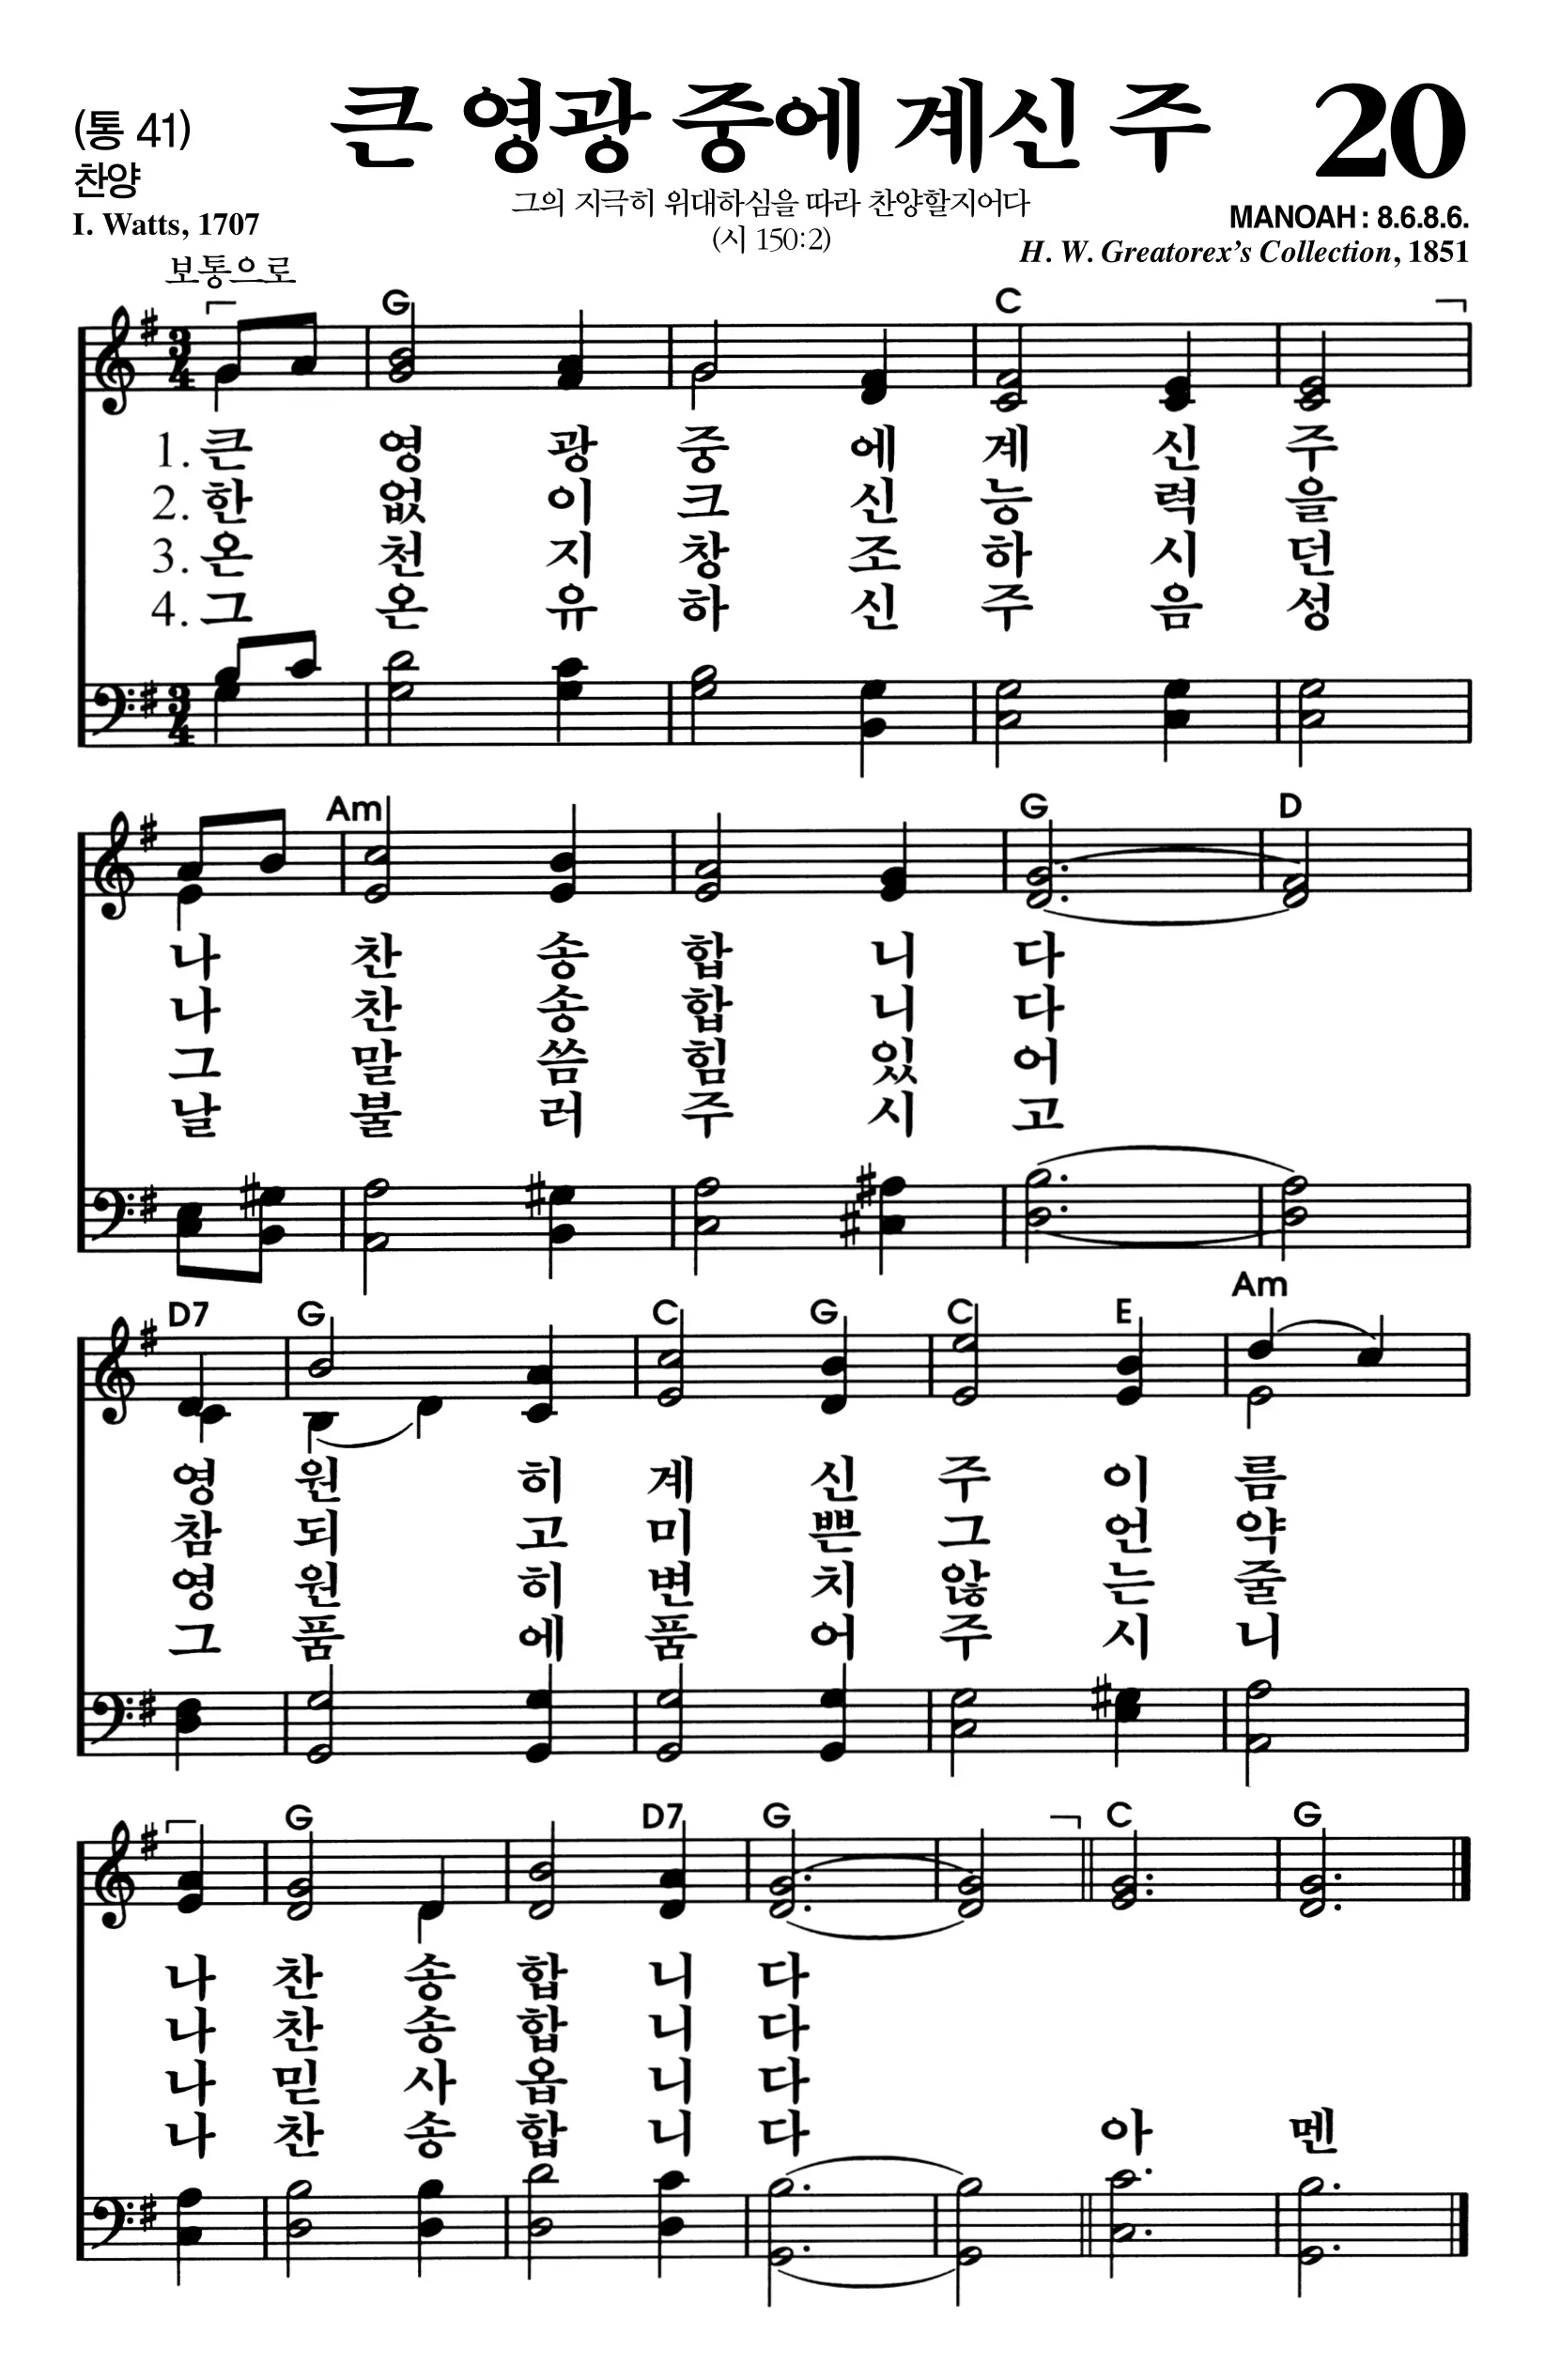 (통 41) 큰 영광 중에 계신 주 20
찬양
그의 지극히 위대하심을 따라 찬양할지어다
I. Watts, 1707 (시 150:2) MANOAH : 8.6.8.6.
H. W. Greatorex's Collection, 1851
보통으로
G C
3 4
1. 큰 영 광 중 에 계 신 주
2. 한 없 이 크 신 능 력 을
3. 온 천 지 창 조 하 시 던
4. 그 온 유 하 신 주 음 성
3 4
Am G D
나 찬 송 합 니 다
나 찬 송 합 니 다
그 말 씀 힘 있 어
날 불 러 주 시 고
D7 G C G C E Am
영 원 히 계 신 주 이 름
참 되 고 미 쁜 그 언 약
영 원 히 변 치 않 는 줄
그 품 에 품 어 주 시 니
G D7 G C G
나 찬 송 합 니 다
나 찬 송 합 니 다
나 믿 사 옵 니 다
나 찬 송 합 니 다 아 멘